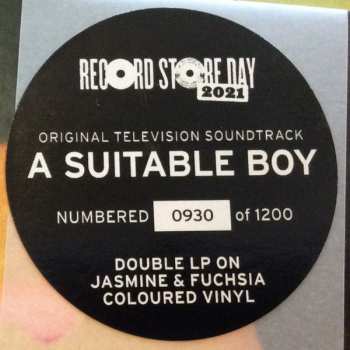 RECORD STORE DAY
2021
ORIGINAL TELEVISION SOUNDTRACK
A SUITABLE BOY
NUMBERED 0930 of 1200
DOUBLE LP ON
JASMINE & FUCHSIA
COLOURED VINYL